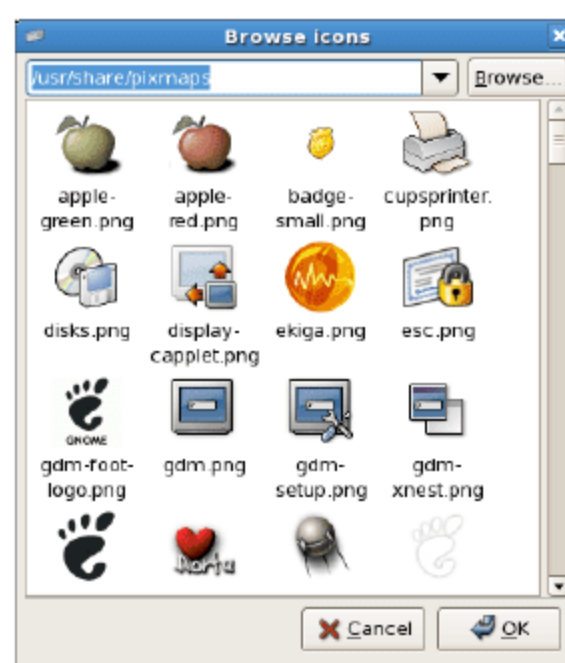 Browse icons
/usr/share/pixmaps
Browse...
apple-
green.png
apple-
red.png
badge-
small.png
cupsprinter.
png
disks.png
display-
capplet.png
ekiga.png
esc.png
GNOME
gdm-foot-
logo.png
gdm.png
gdm-
setup.png
gdm-
xnest.png
Cancel
OK